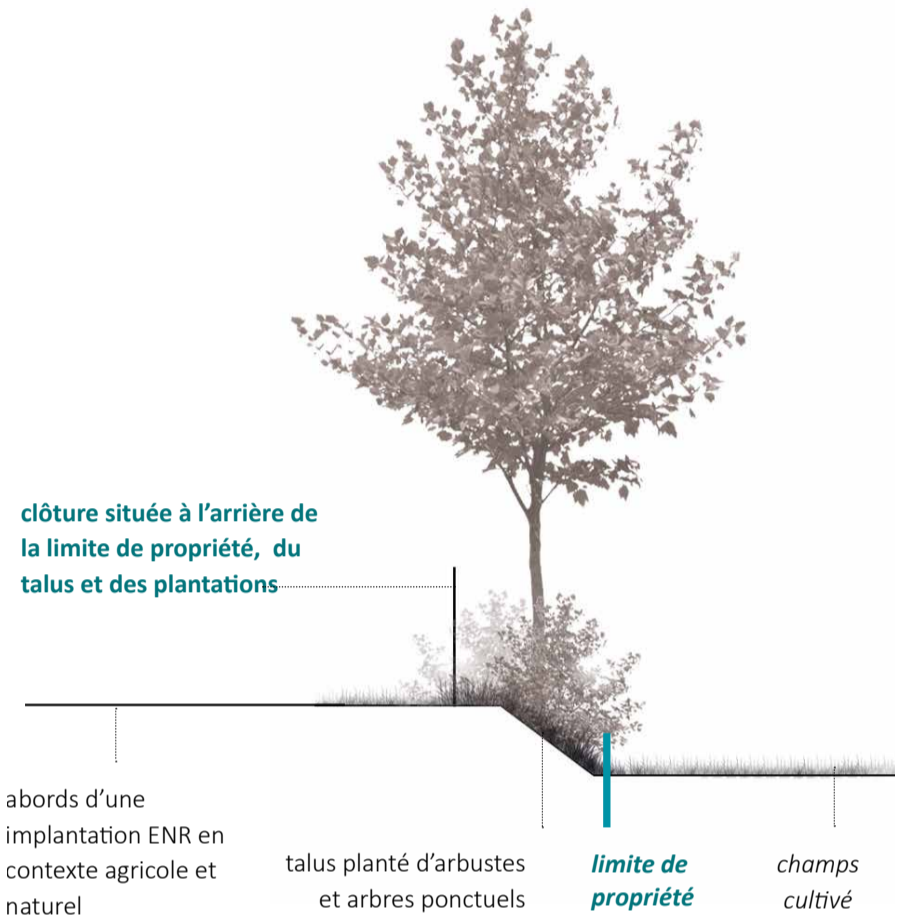 clôture située à l’arrière de
la limite de propriété, du
talus et des plantations
abords d’une
implantation ENR en
contexte agricole et
naturel
talus planté d’arbustes
et arbres ponctuels
limite de
propriété
champs
cultivé